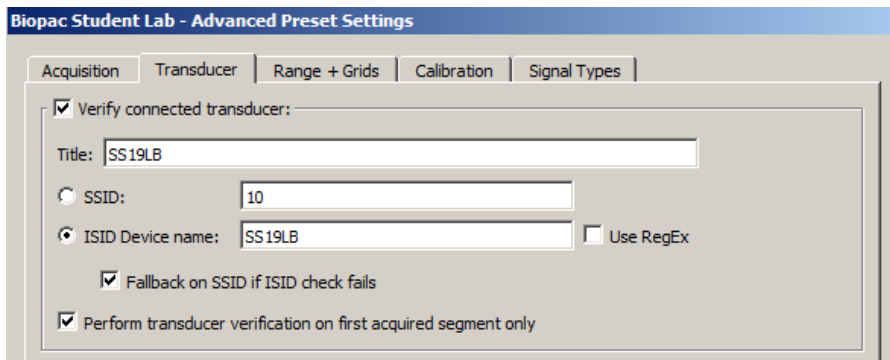 Biopac Student Lab - Advanced Preset Settings
Acquisition Transducer Range + Grids Calibration Signal Types
Verify connected transducer:
Title: SS19LB
SSID: 10
ISID Device name: SS19LB Use RegEx
Fallback on SSID if ISID check fails
Perform transducer verification on first acquired segment only